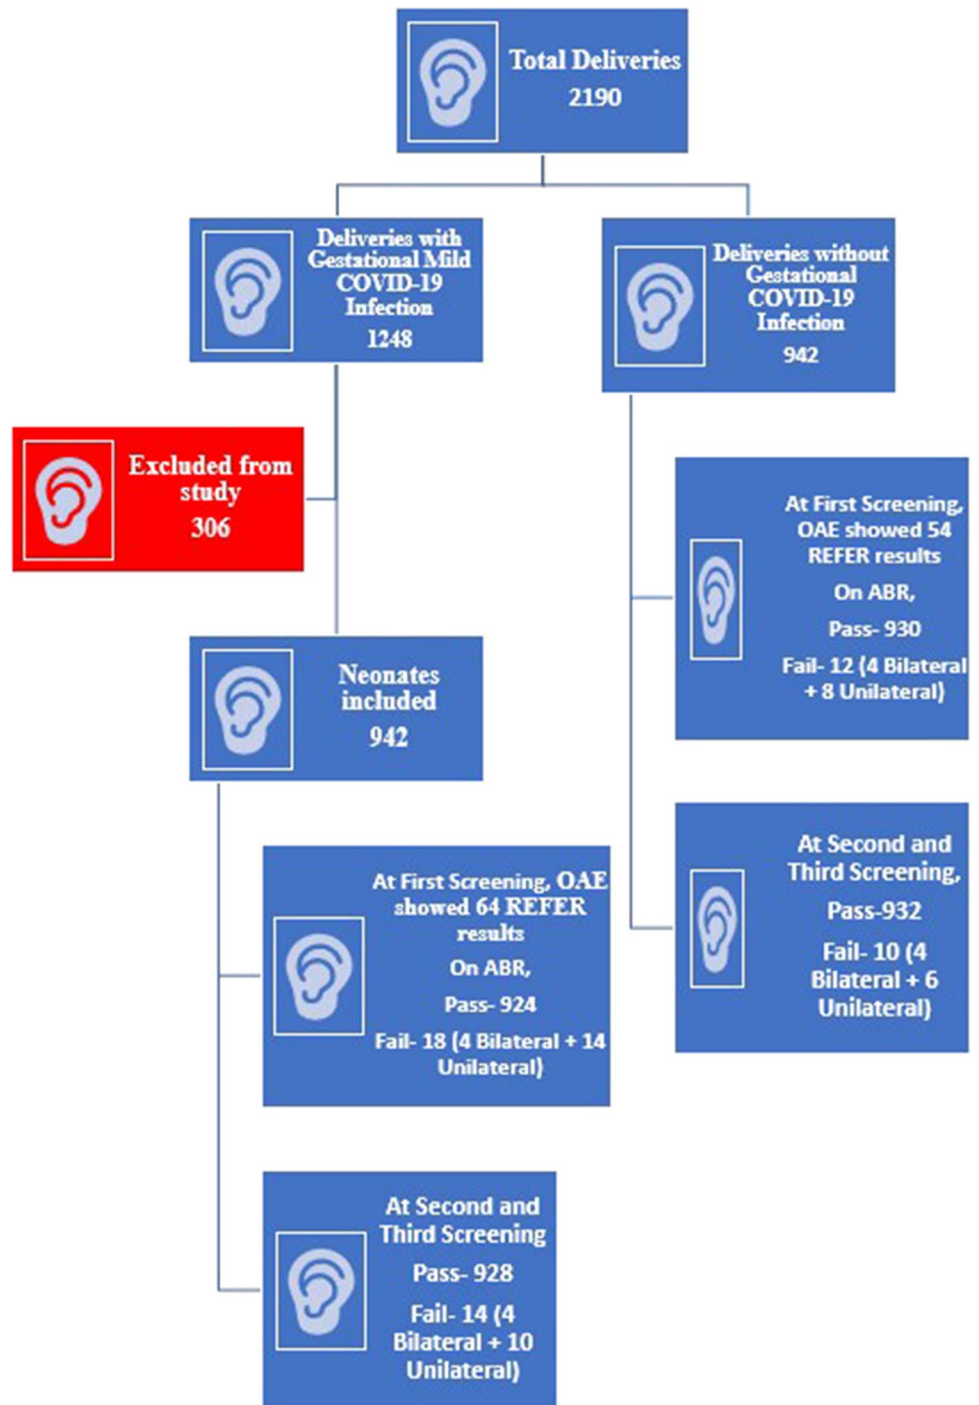 Total Deliveries
2190
Deliveries with
Gestational Mild
COVID-19
Infection
1248
Deliveries without
Gestational
COVID-19
Infection
942
Excluded from
study
306
At First Screening,
OAE showed 54
REFER results
On ABR,
Pass- 930
Fail- 12 (4 Bilateral
+ 8 Unilateral)
Neonates
included
942
At Second and
Third Screening,
Pass-932
Fail- 10 (4
Bilateral + 6
Unilateral)
At First Screening, OAE
showed 64 REFER
results
On ABR,
Pass- 924
Fail- 18 (4 Bilateral + 14
Unilateral)
At Second and
Third Screening
Pass- 928
Fail- 14 (4
Bilateral + 10
Unilateral)